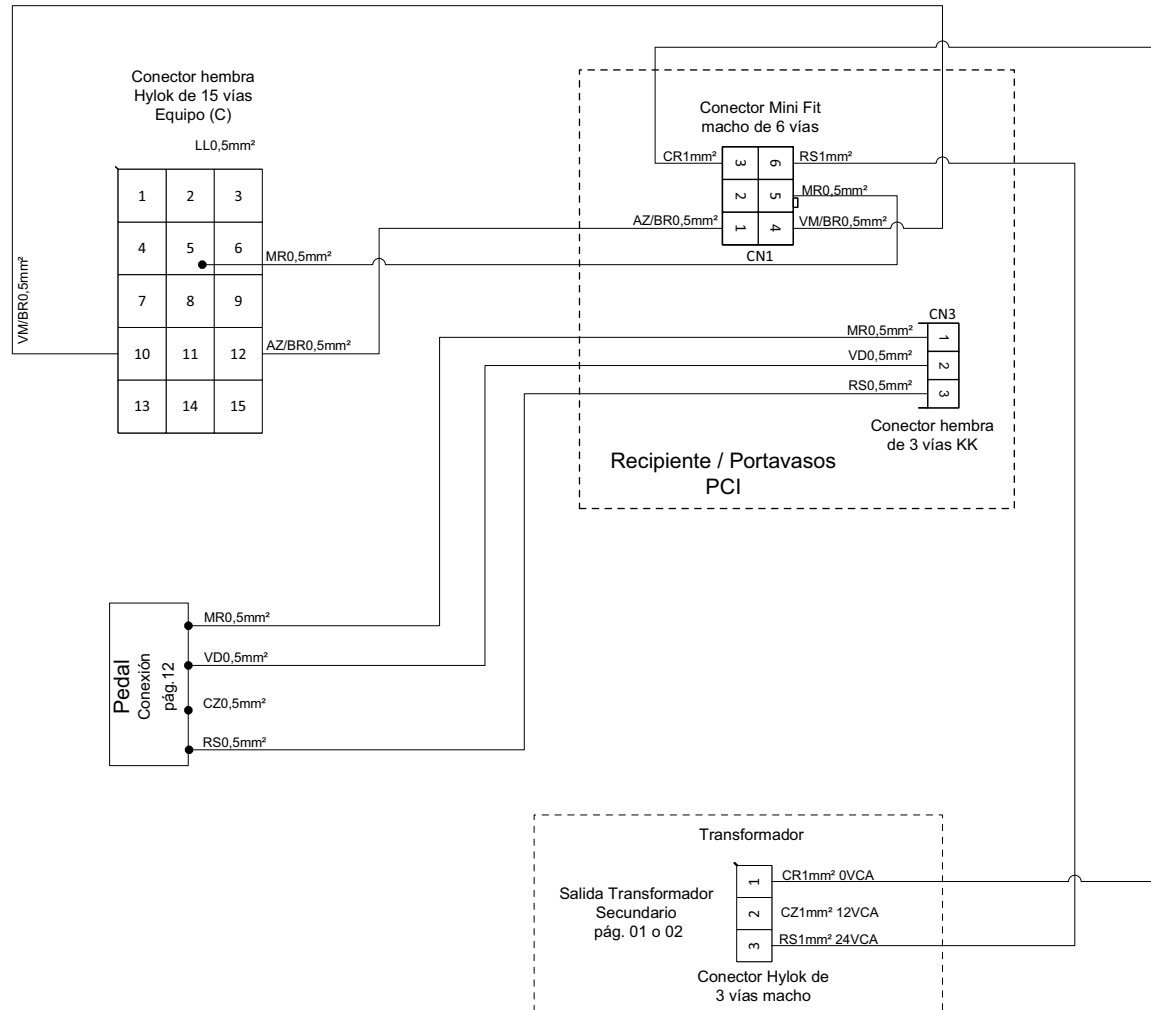 Conector hembra
Hylok de 15 vías
Equipo (C)
LL0,5mm²
1 2 3
4 5 6
MR0,5mm²
7 8 9
10 11 12
AZ/BR0,5mm²
13 14 15
VM/BR0,5mm²
Conector Mini Fit
macho de 6 vías
CR1mm² 3 6 RS1mm²
2 5 MR0,5mm²
AZ/BR0,5mm² 1 4 VM/BR0,5mm²
CN1
CN3
MR0,5mm² 1
VD0,5mm² 2
RS0,5mm² 3
Conector hembra
de 3 vías KK
Recipiente / Portavasos
PCI
Pedal
Conexión
pág.12
MR0,5mm²
VD0,5mm²
CZ0,5mm²
RS0,5mm²
Transformador
Salida Transformador
Secundario
pág. 01 o 02
1 CR1mm² 0VCA
2 CZ1mm² 12VCA
3 RS1mm² 24VCA
Conector Hylok de
3 vías macho